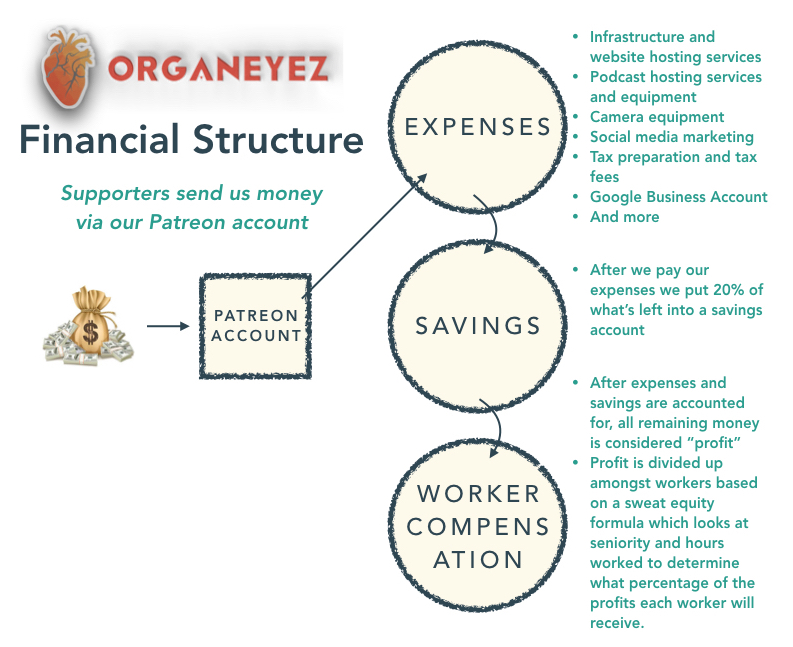 ORGANEYEZ
Financial Structure
Supporters send us money
via our Patreon account
$
PATREON
ACCOUNT
EXPENSES
• Infrastructure and
website hosting services
• Podcast hosting services
and equipment
• Camera equipment
• Social media marketing
• Tax preparation and tax
fees
• Google Business Account
• And more
SAVINGS
• After we pay our
expenses we put 20% of
what's left into a savings
account
WORKER
COMPENS
ATION
• After expenses and
savings are accounted
for, all remaining money
is considered “profit”
• Profit is divided up
amongst workers based
on a sweat equity
formula which looks at
seniority and hours
worked to determine
what percentage of the
profits each worker will
receive.